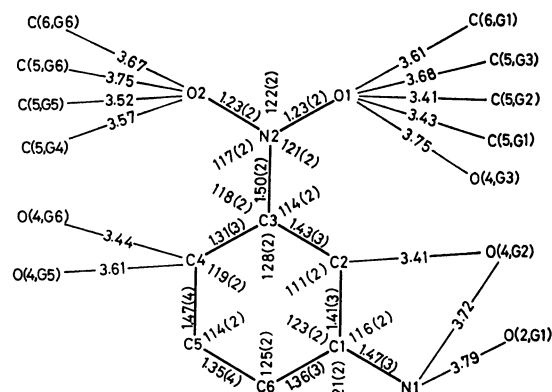 C(6,G6) C(6,G1)
3.67 3.61
C(5,G6) C(5,G3)
3.75 122(2) 3.68
O2 O1
C(5,G5) 3.52 1.23(2) 1.23(2) 3.41 C(5,G2)
3.57 3.43
C(5,G4) N2 C(5,G1)
117(2) 121(2) 3.75
1.50(2) O(4,G3)
118(2) 114(2)
O(4,G6) C3
3.44 1.31(3) 1.43(3)
128(2) O(4,G2)
C4 C2 3.41
O(4,G5) 3.61 119(2) 111(2)
1.47(4) 1.41(3) 3.72
123(2) 116(2) O(2,G1)
C5 114(2) 125(2) C1
1.47(3) 3.79
1.35(4) 1.36(3)
C6 N1